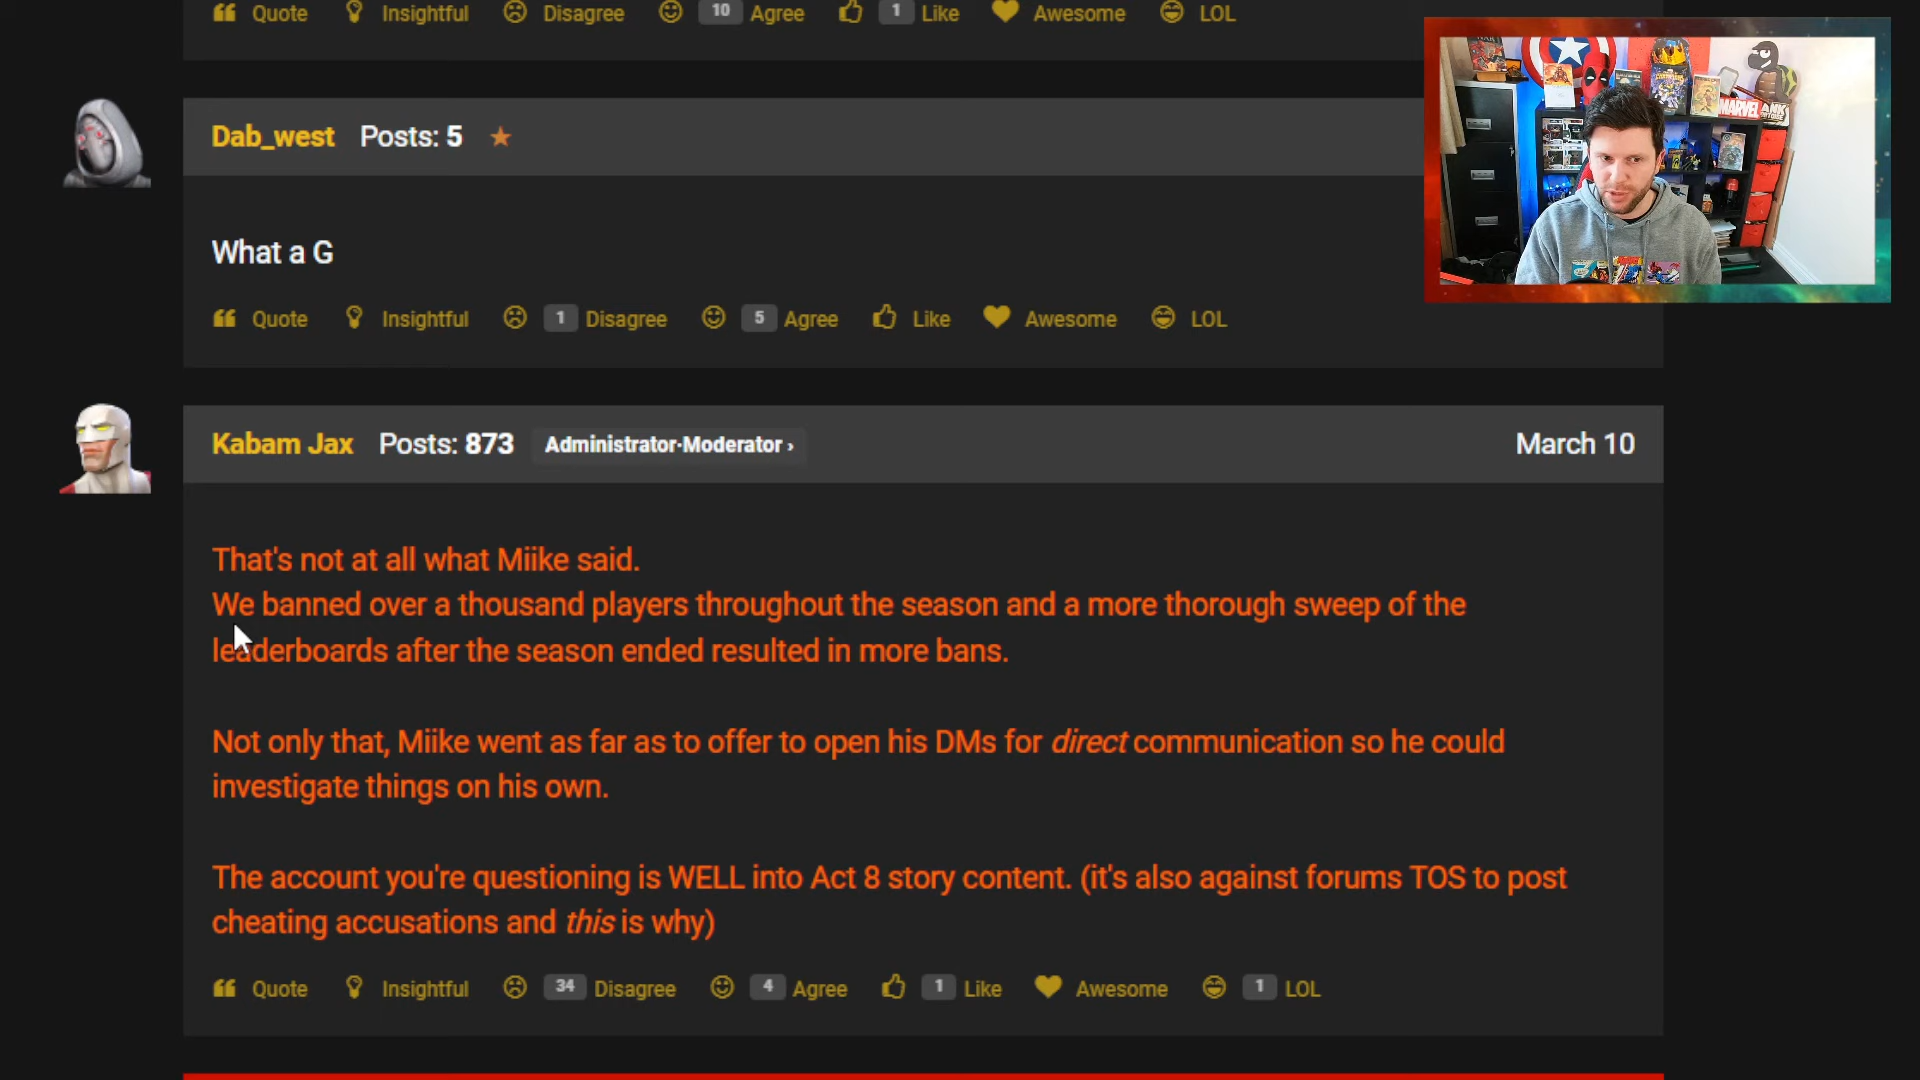 Quote Insightful Disagree 10 Agree 1 Like Awesome LOL
Dab_west Posts: 5
What a G
Quote Insightful 1 Disagree 5 Agree Like Awesome LOL
Kabam Jax Posts: 873 Administrator·Moderator › March 10
That's not at all what Miike said.
We banned over a thousand players throughout the season and a more thorough sweep of the
leaderboards after the season ended resulted in more bans.
Not only that, Miike went as far as to offer to open his DMs for direct communication so he could
investigate things on his own.
The account you're questioning is WELL into Act 8 story content. (it's also against forums TOS to post
cheating accusations and this is why)
Quote Insightful 34 Disagree 4 Agree 1 Like Awesome 1 LOL
MARVEL